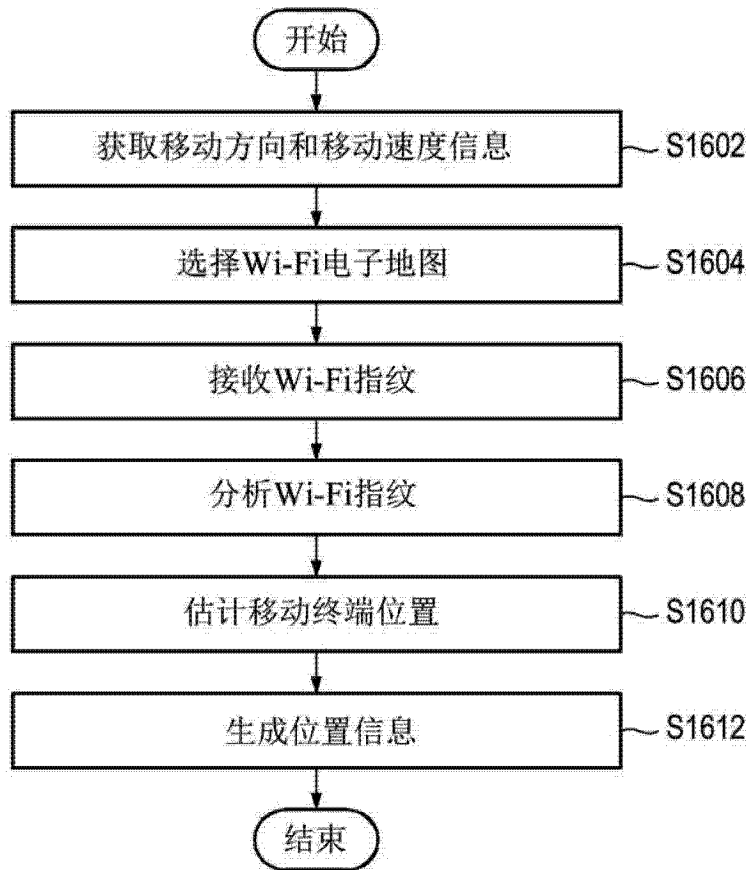 开始
获取移动方向和移动速度信息
S1602
选择Wi-Fi电子地图
S1604
接收Wi-Fi指纹
S1606
分析Wi-Fi指纹
S1608
估计移动终端位置
S1610
生成位置信息
S1612
结束